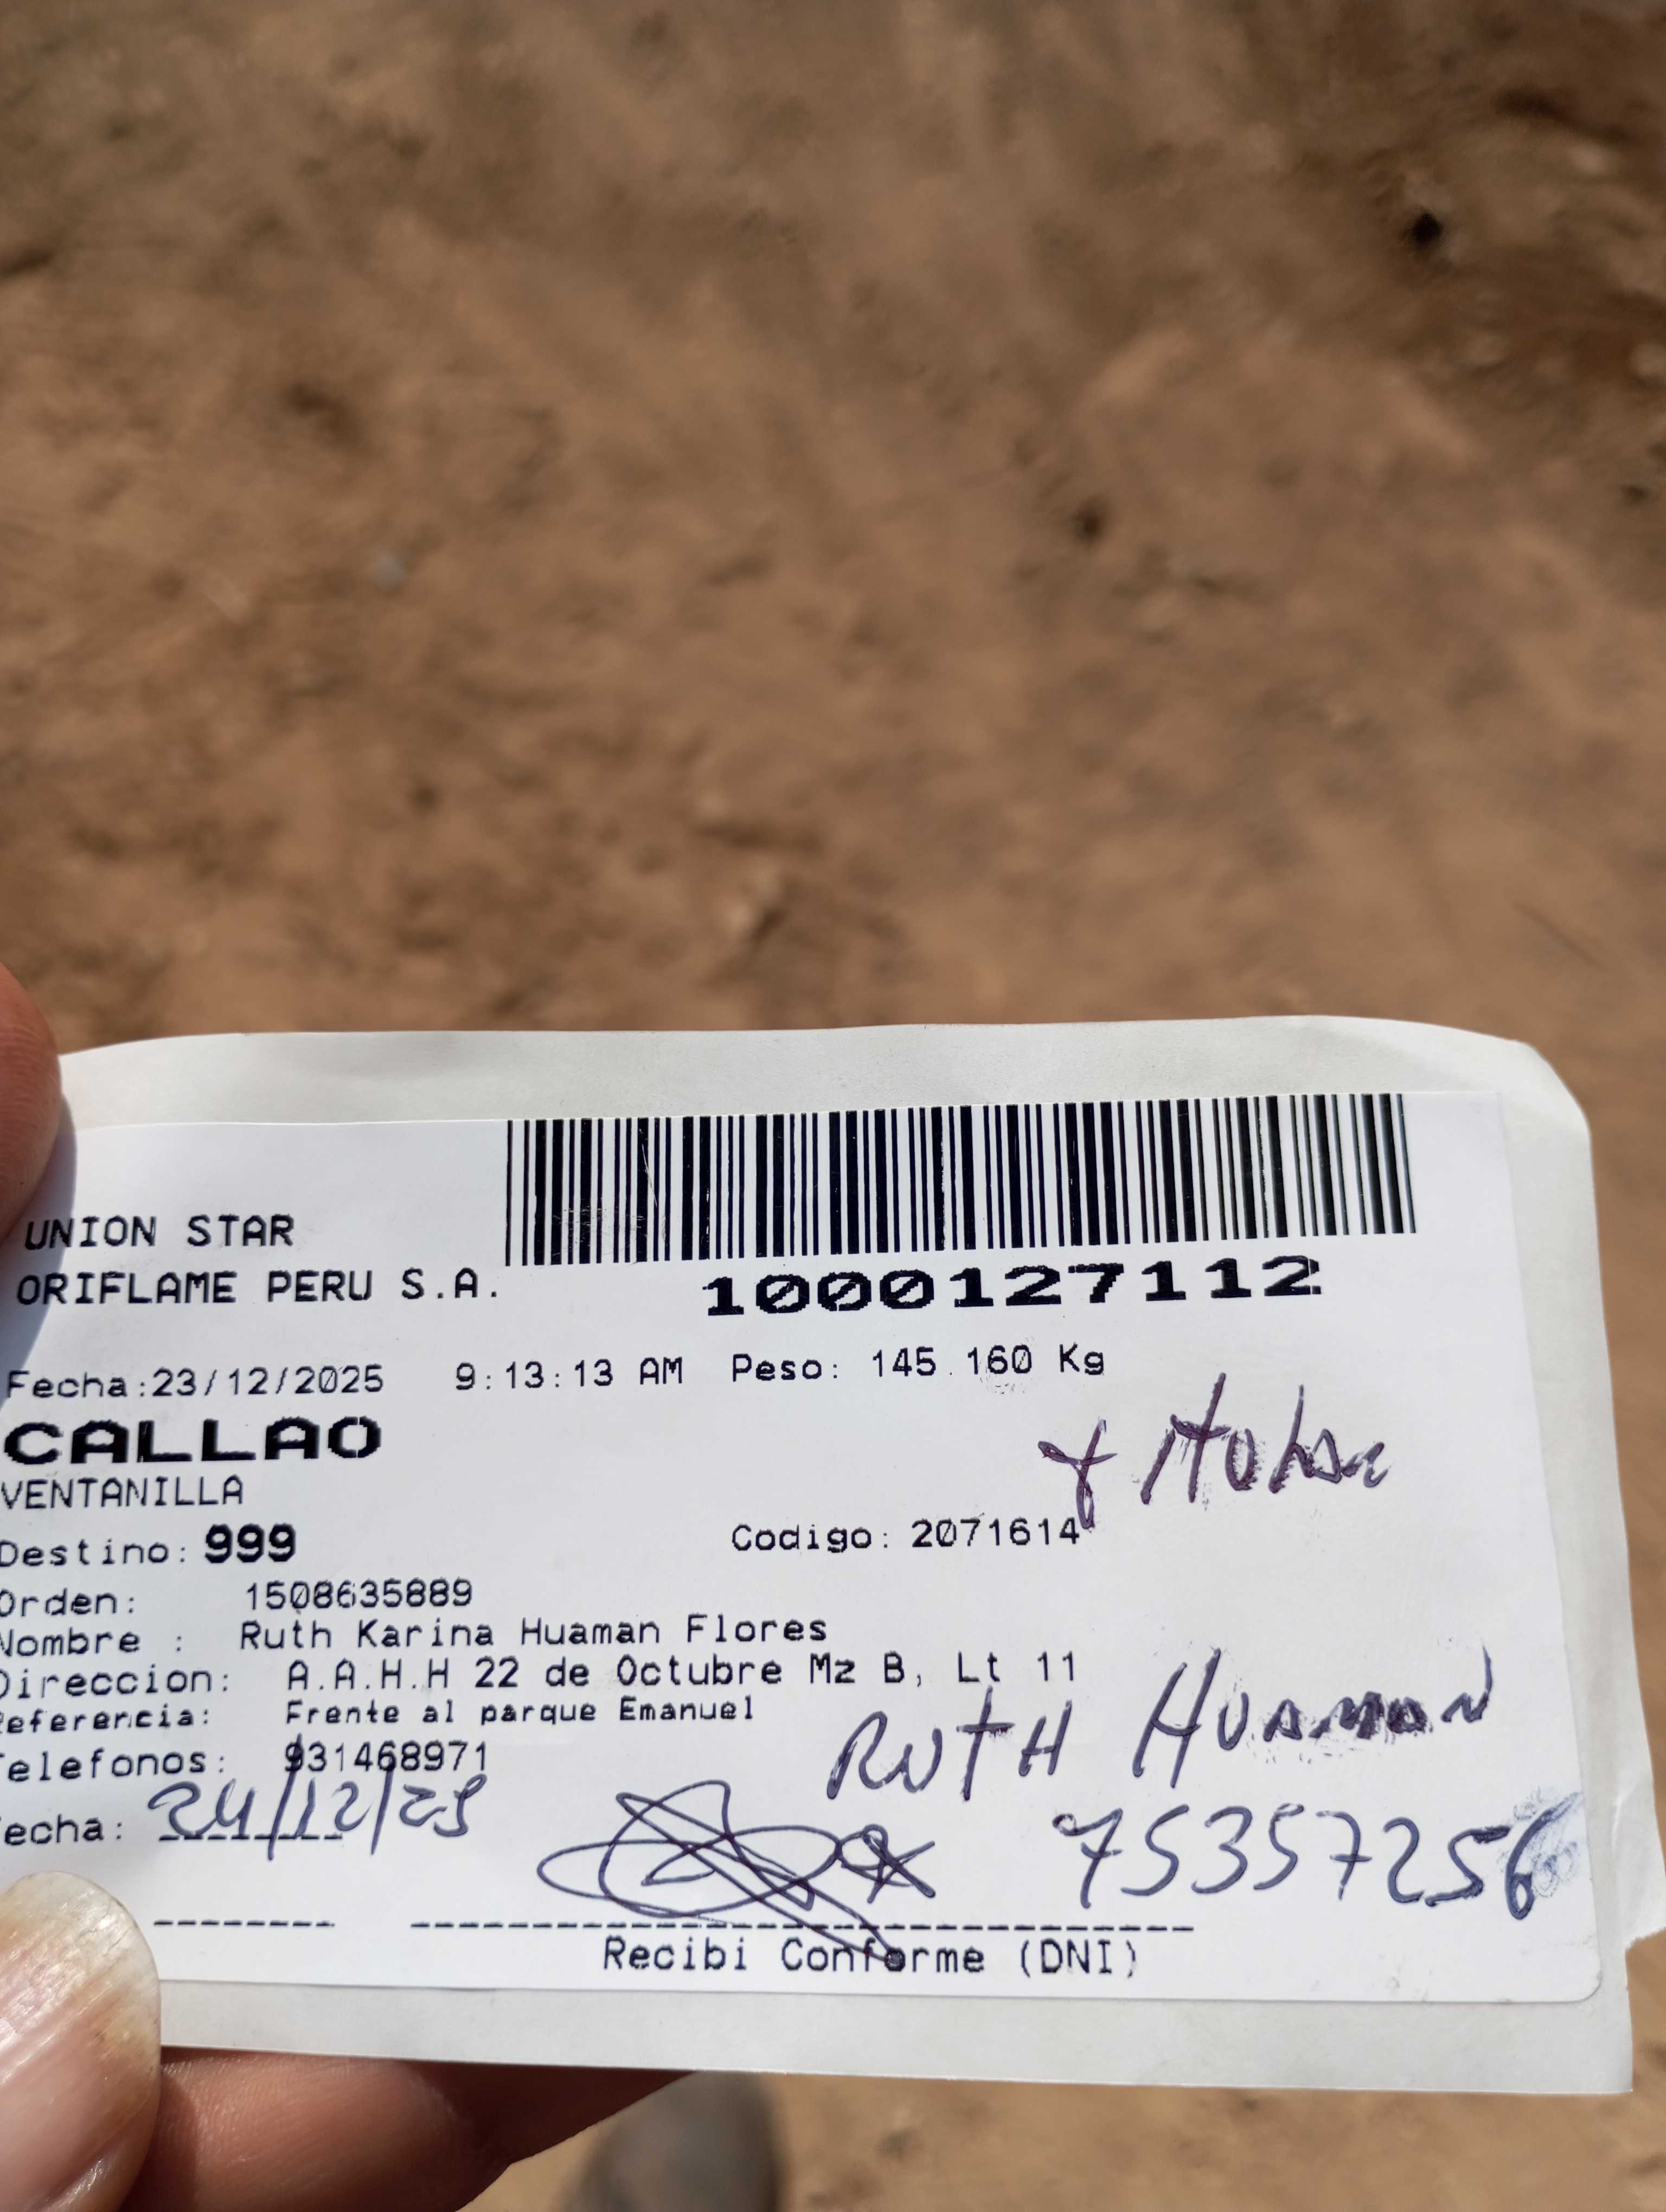 UNION STAR
ORIFLAME PERU S.A.
1000127112
Fecha:23/12/2025 9:13:13 AM Peso: 145.160 Kg
CALLAO
VENTANILLA
Destino: 999
Codigo: 2071614
Orden: 1508635889
Nombre : Ruth Karina Huaman Flores
Direccion: A.A.H.H 22 de Octubre Mz B, Lt 11
Referencia: Frente al parque Emanuel
RUTH HUAMAN
Telefonos: 931468971
Fecha: 24/12/25
75357256
Recibi Conforme (DNI)